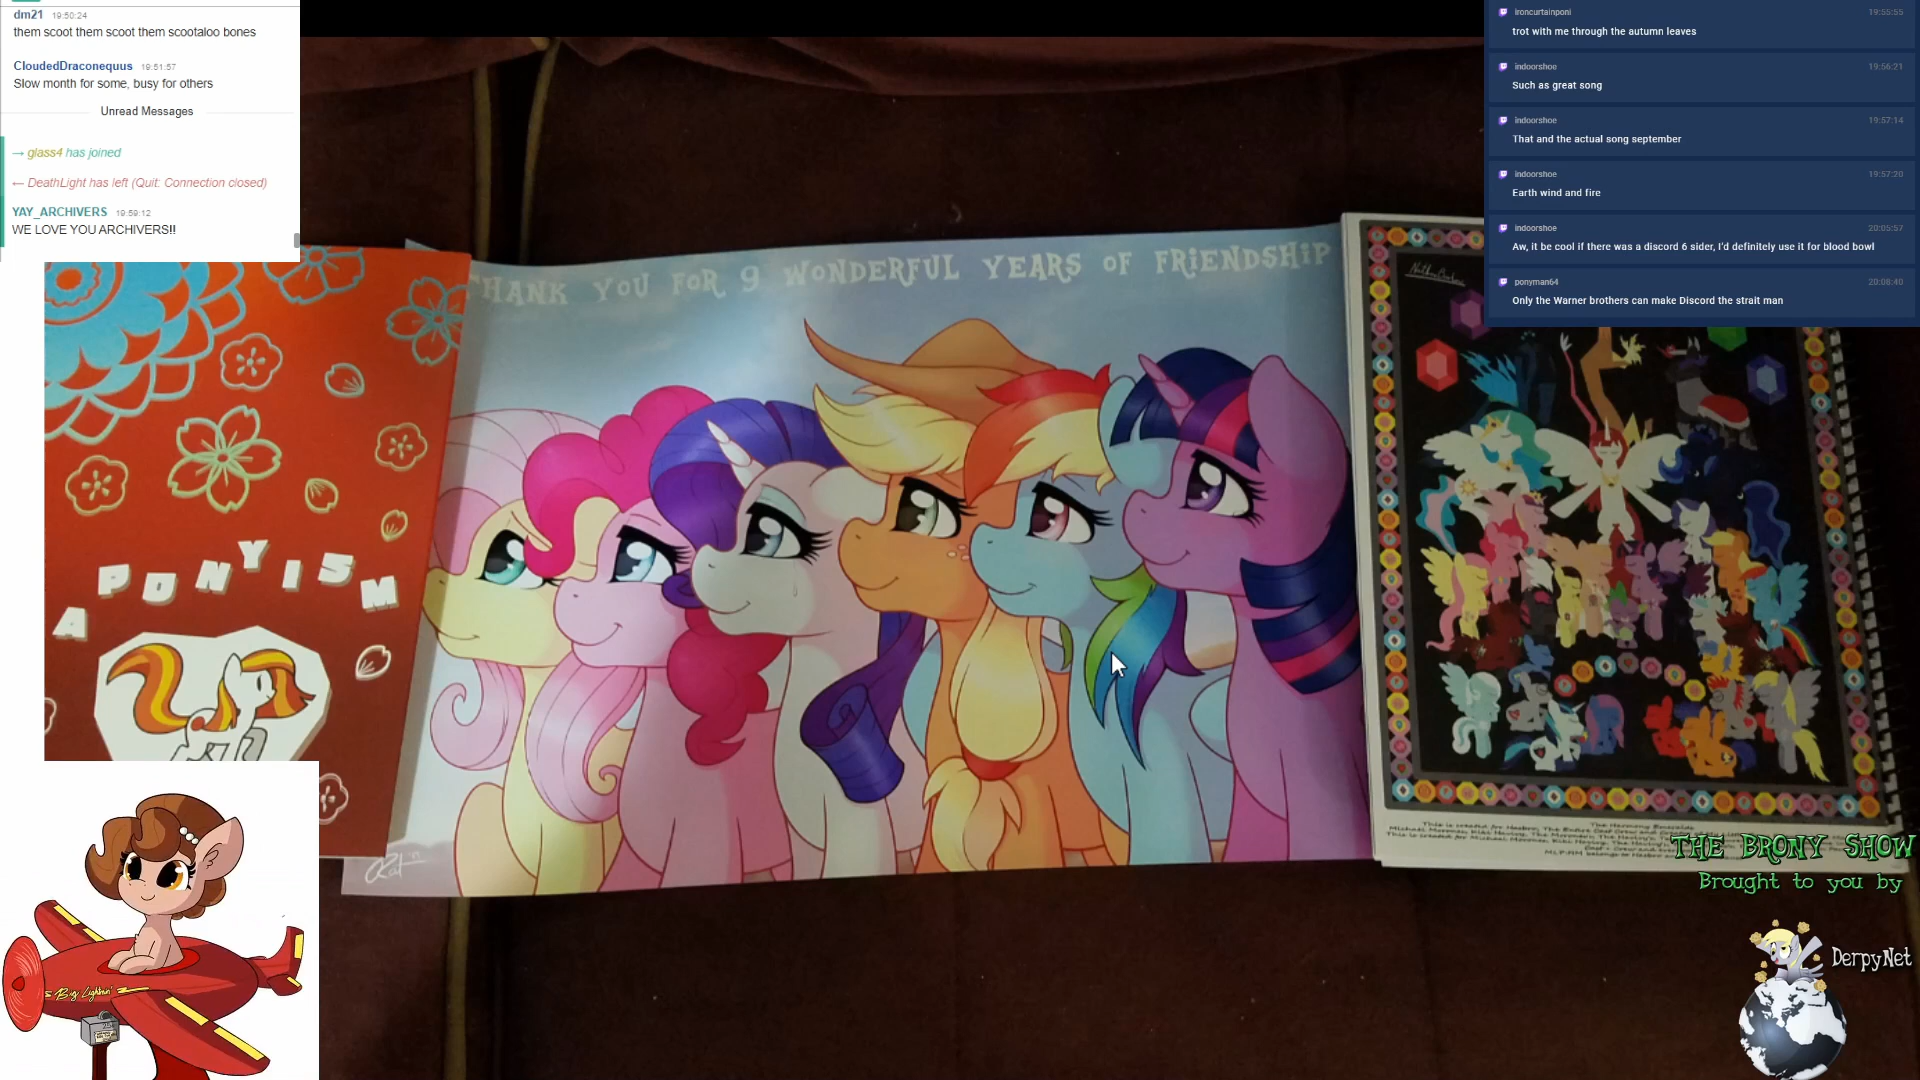 dm21 19:50:24
them scoot them scoot them scootaloo bones
CloudedDraconequus 19:51:57
Slow month for some, busy for others
Unread Messages
→ glass4 has joined
← DeathLight has left (Quit: Connection closed)
YAY_ARCHIVERS 19:59:12
WE LOVE YOU ARCHIVERS!!
ironcurtainponi 19:55:55
trot with me through the autumn leaves
indoorshoe 19:56:21
Such as great song
indoorshoe 19:57:14
That and the actual song september
indoorshoe 19:57:20
Earth wind and fire
indoorshoe 20:05:57
Aw, it be cool if there was a discord 6 sider, I'd definitely use it for blood bowl
ponyman64 20:08:40
Only the Warner brothers can make Discord the strait man
THANK YOU FOR 9 WONDERFUL YEARS OF FRIENDSHIP
A PONYISM
Big Lightnin'
THE BRONY SHOW
Brought to you by
DerpyNet